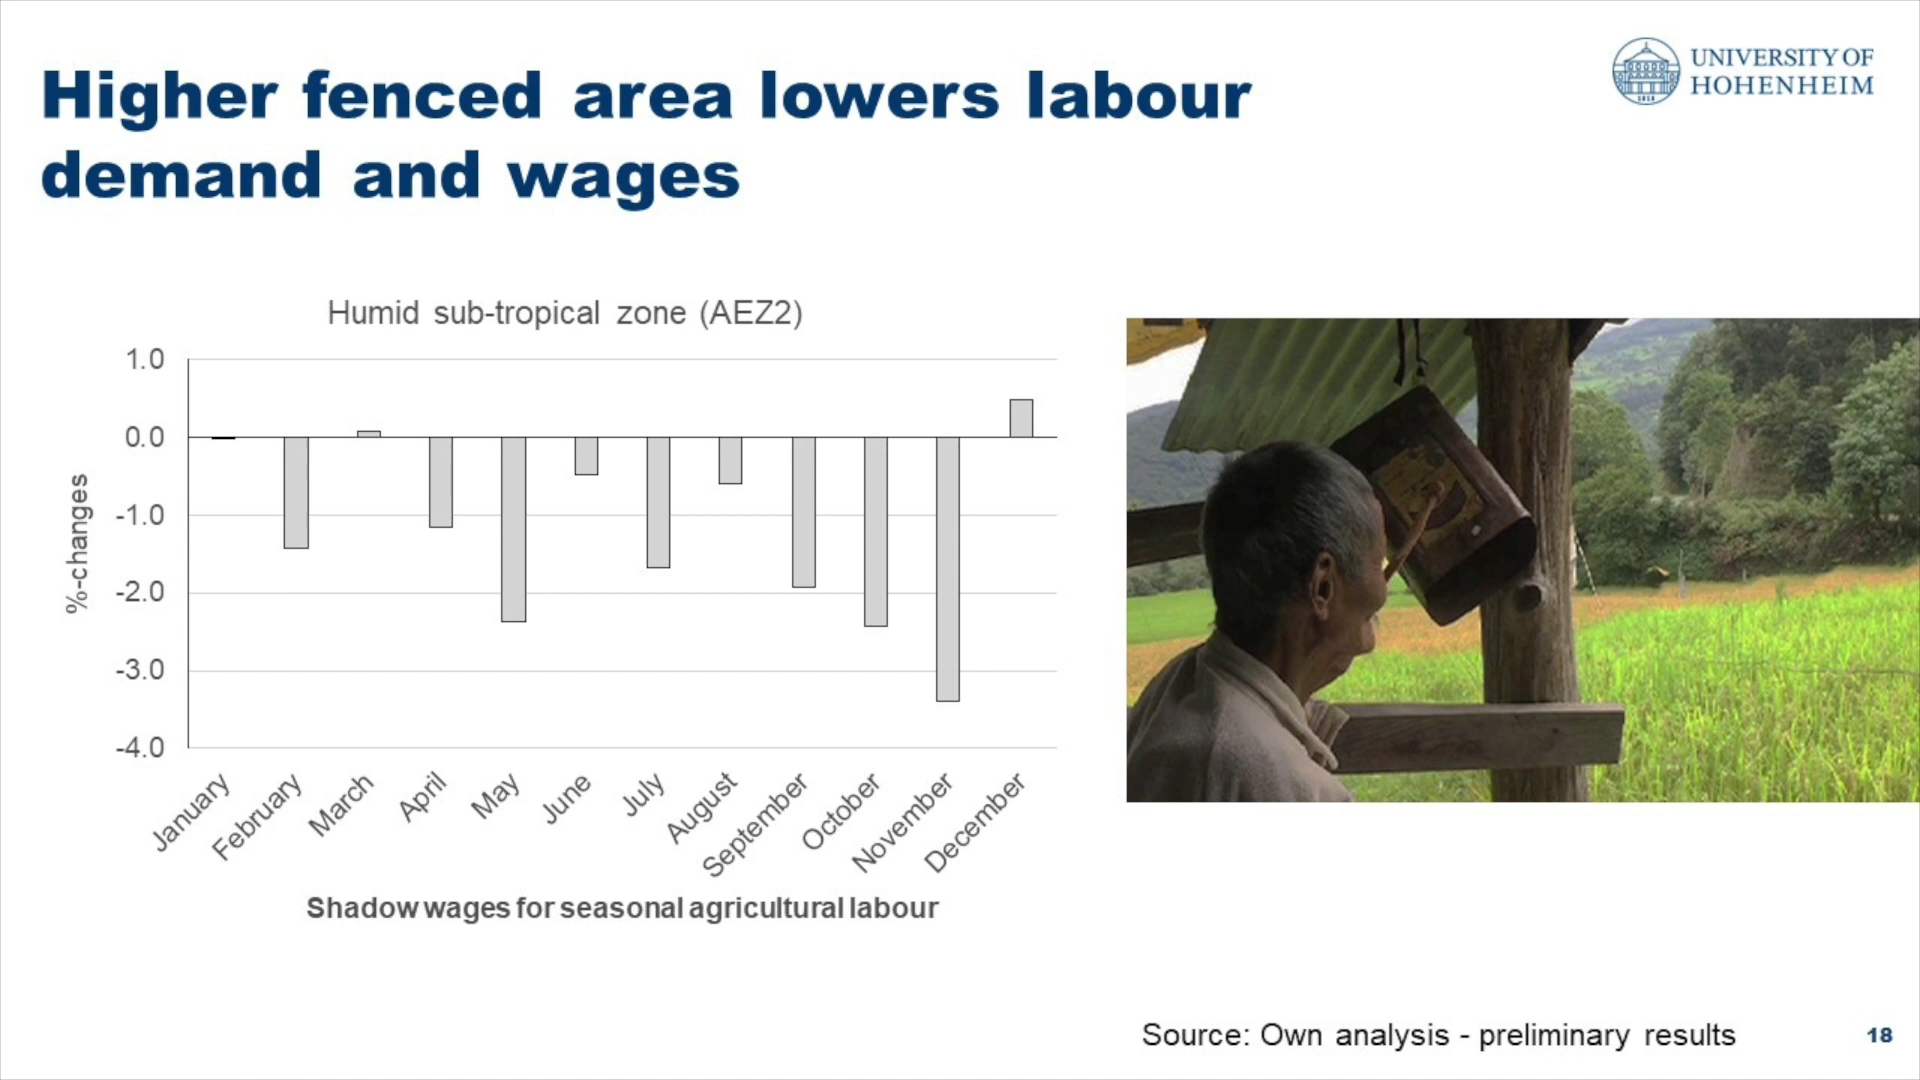 Higher fenced area lowers labour
demand and wages
UNIVERSITY OF
HOHENHEIM
Humid sub-tropical zone (AEZ2)
1.0
0.0
-1.0
-2.0
-3.0
-4.0
%-changes
January
February
March
April
May
June
July
August
September
October
November
December
Shadow wages for seasonal agricultural labour
Source: Own analysis - preliminary results
18